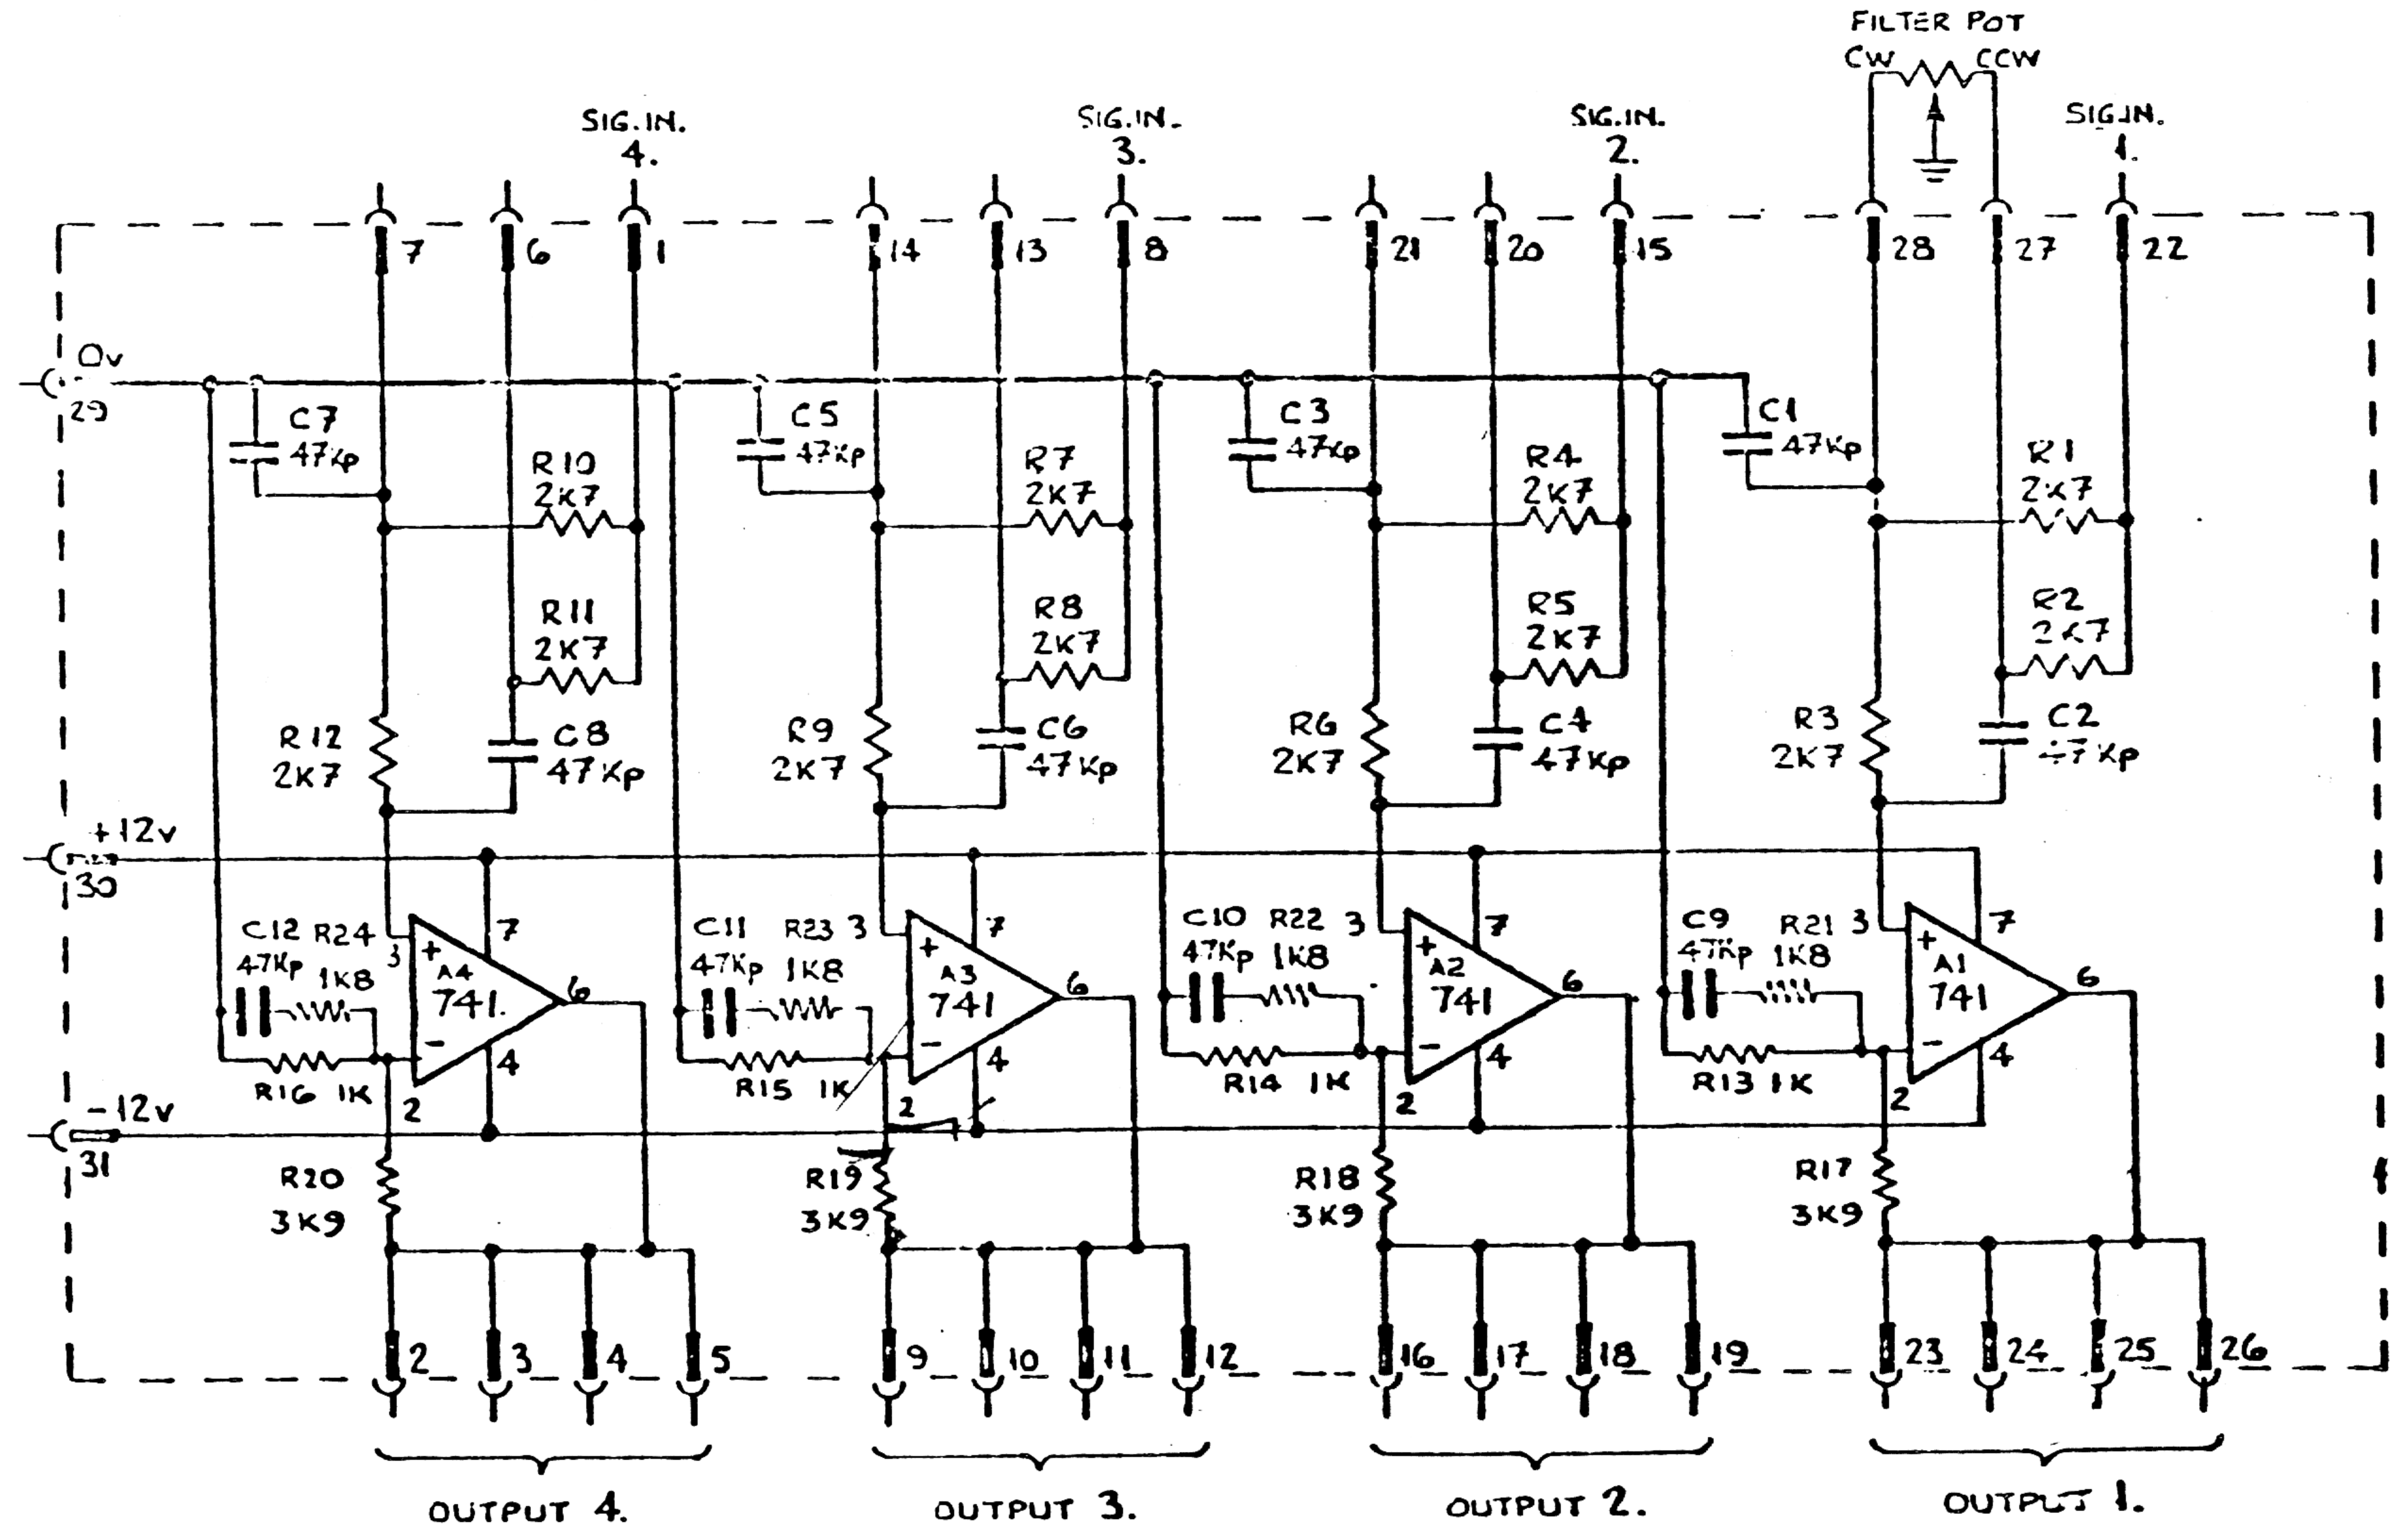 FILTER POT
CW CCW
SIG.IN. 4.
SIG.IN. 3.
SIG.IN. 2.
SIG.IN. 1.
7 6 1 14 13 8 21 20 15 28 27 22
0v
29
C7 47Kp
R10 2K7
C5 47Kp
R7 2K7
C3 47Kp
R4 2K7
C1 47Kp
R1 2K7
R11 2K7
R8 2K7
R5 2K7
R2 2K7
R12 2K7
C8 47Kp
R9 2K7
C6 47Kp
R6 2K7
C4 47Kp
R3 2K7
C2 47Kp
+12v
30
C12 47Kp
R24 1K8
3 + A4 741. - 7 6 4 2
R16 1K
C11 47Kp
R23 1K8
3 + A3 741 - 7 6 4 2
R15 1K
C10 47Kp
R22 1K8
3 + A2 741 - 7 6 4 2
R14 1K
C9 47Kp
R21 1K8
3 + A1 741 - 7 6 4 2
R13 1K
-12v
31
R20 3K9
R19 3K9
R18 3K9
R17 3K9
2 3 4 5 9 10 11 12 16 17 18 19 23 24 25 26
OUTPUT 4.
OUTPUT 3.
OUTPUT 2.
OUTPUT 1.